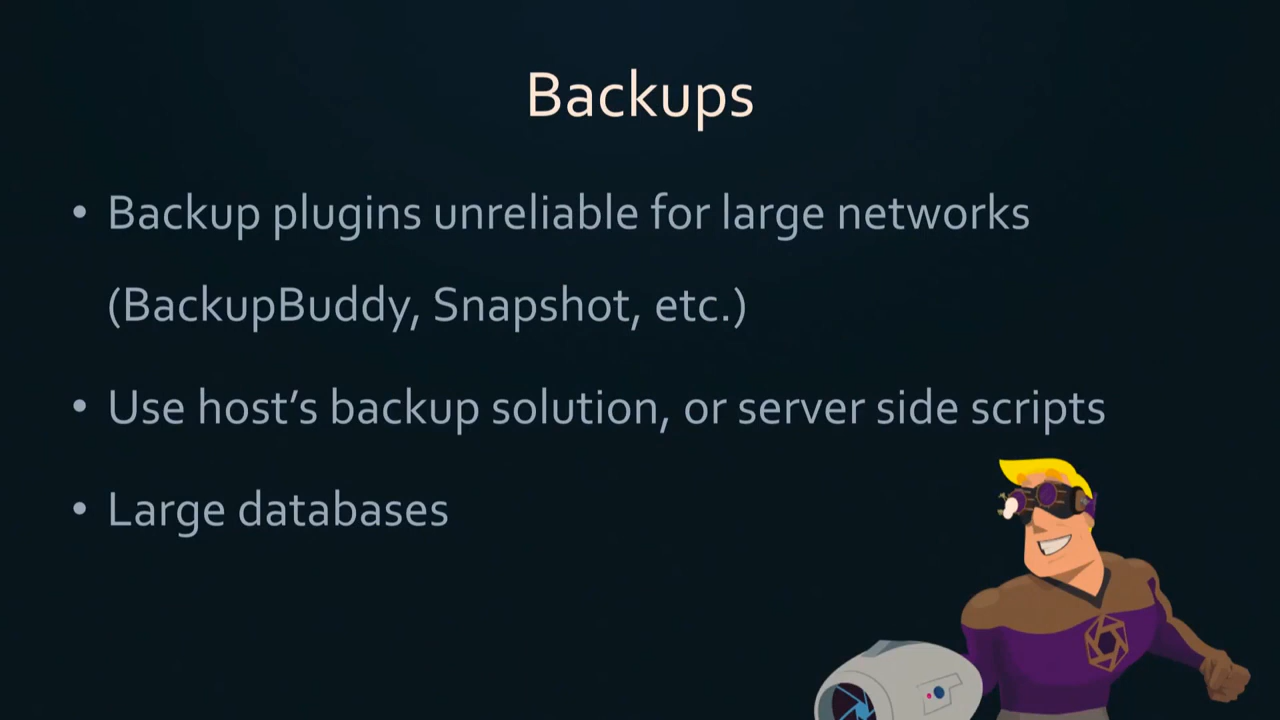 Backups
• Backup plugins unreliable for large networks
(BackupBuddy, Snapshot, etc.)
• Use host’s backup solution, or server side scripts
• Large databases